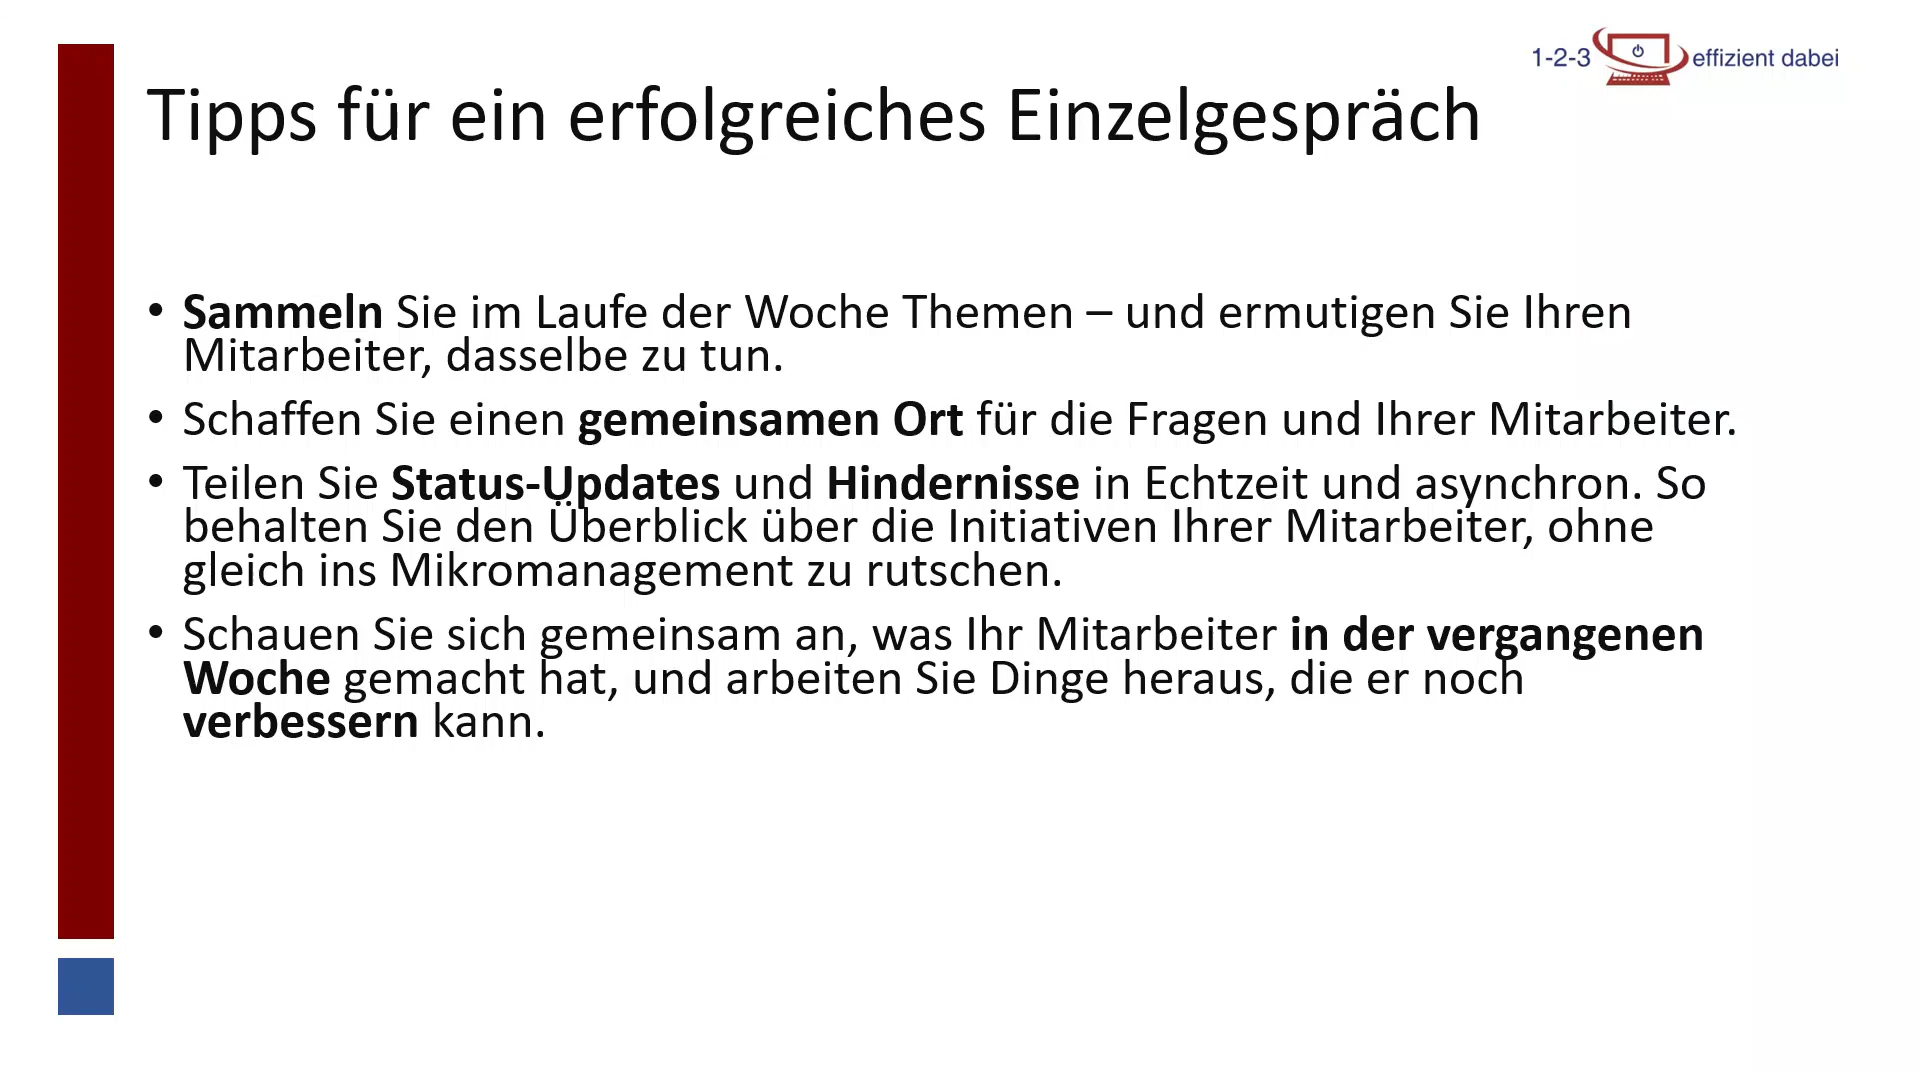 1-2-3 effizient dabei
Tipps für ein erfolgreiches Einzelgespräch
• Sammeln Sie im Laufe der Woche Themen – und ermutigen Sie Ihren
Mitarbeiter, dasselbe zu tun.
• Schaffen Sie einen gemeinsamen Ort für die Fragen und Ihrer Mitarbeiter.
• Teilen Sie Status-Updates und Hindernisse in Echtzeit und asynchron. So
behalten Sie den Überblick über die Initiativen Ihrer Mitarbeiter, ohne
gleich ins Mikromanagement zu rutschen.
• Schauen Sie sich gemeinsam an, was Ihr Mitarbeiter in der vergangenen
Woche gemacht hat, und arbeiten Sie Dinge heraus, die er noch
verbessern kann.